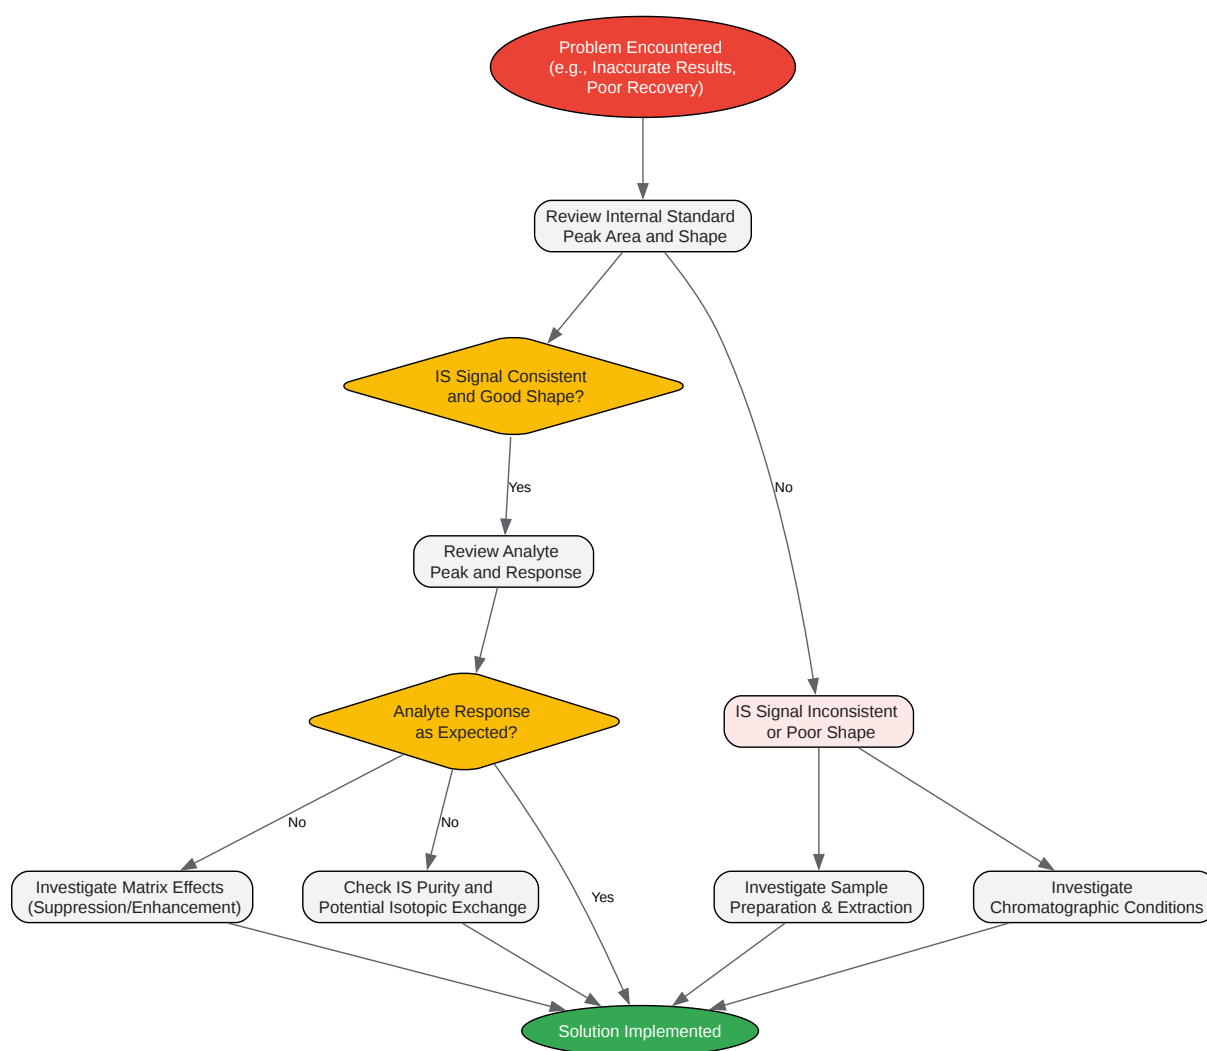 Problem Encountered
(e.g., Inaccurate Results,
Poor Recovery)
Review Internal Standard
Peak Area and Shape
IS Signal Consistent
and Good Shape?
Yes
No
Review Analyte
Peak and Response
Analyte Response
as Expected?
IS Signal Inconsistent
or Poor Shape
No
No
Yes
Investigate Matrix Effects
(Suppression/Enhancement)
Check IS Purity and
Potential Isotopic Exchange
Investigate Sample
Preparation & Extraction
Investigate
Chromatographic Conditions
Solution Implemented